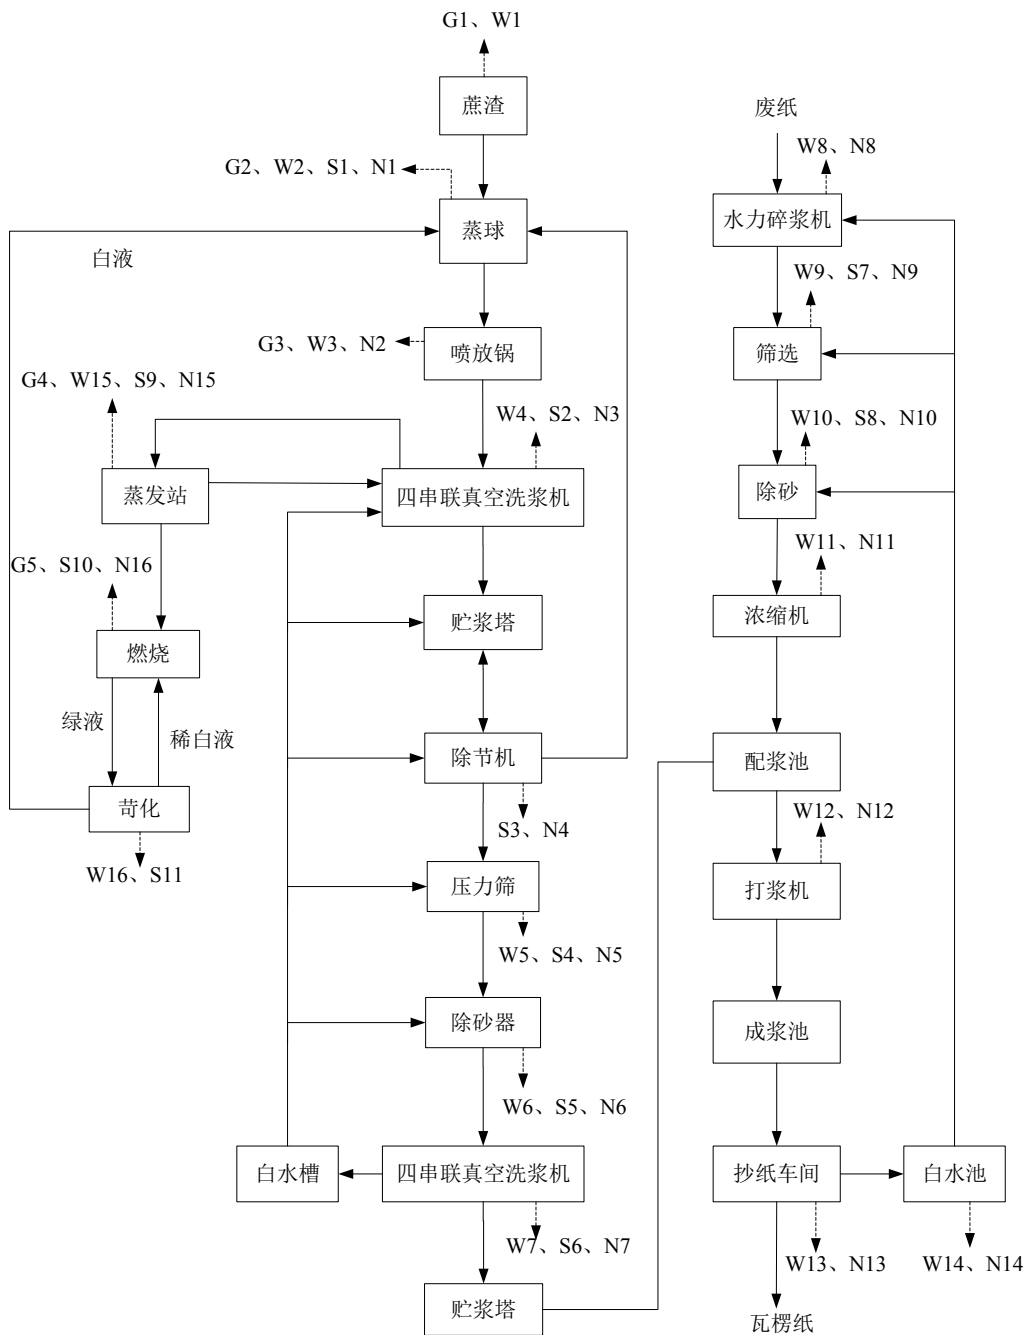 G1、W1
蔗渣
G2、W2、S1、N1
蒸球
白液
喷放锅
G3、W3、N2
G4、W15、S9、N15
W4、S2、N3
蒸发站
四串联真空洗浆机
G5、S10、N16
贮浆塔
燃烧
绿液
稀白液
除节机
S3、N4
苛化
W16、S11
压力筛
W5、S4、N5
除砂器
W6、S5、N6
白水槽
四串联真空洗浆机
W7、S6、N7
贮浆塔
废纸
W8、N8
水力碎浆机
W9、S7、N9
筛选
W10、S8、N10
除砂
W11、N11
浓缩机
配浆池
W12、N12
打浆机
成浆池
抄纸车间
白水池
W13、N13
W14、N14
瓦楞纸